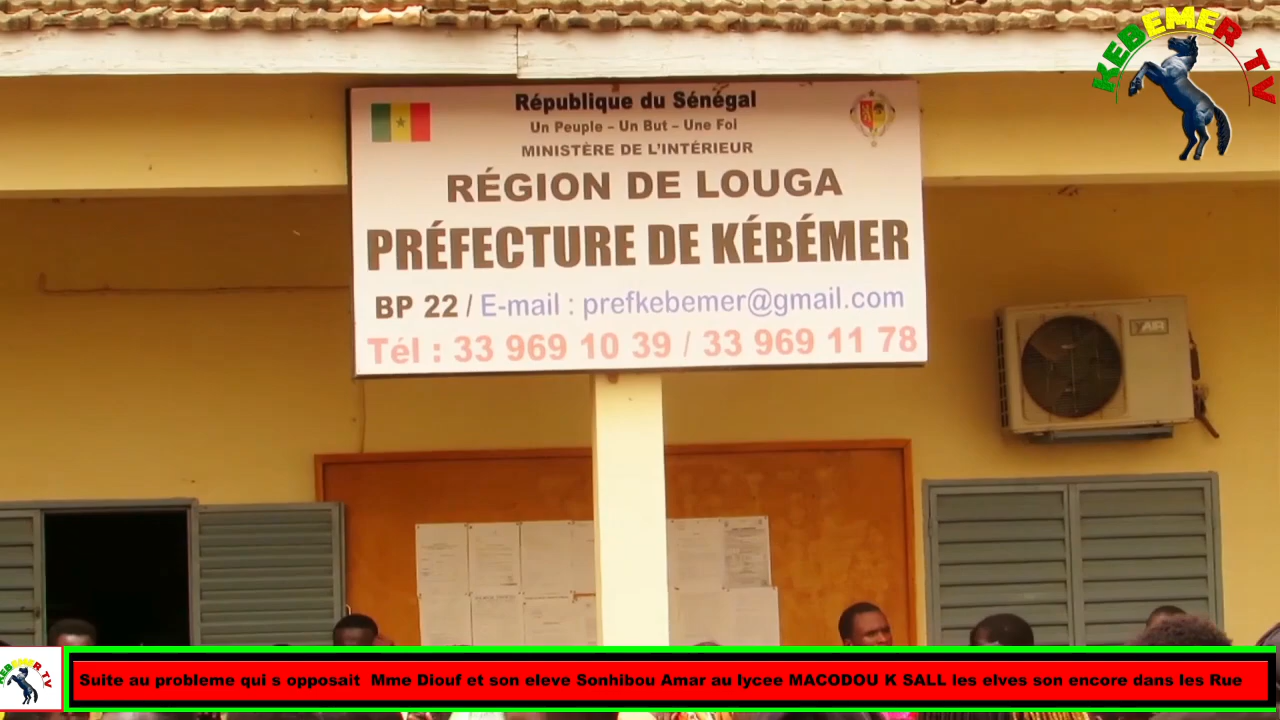 KEBEMER TV
République du Sénégal
Un Peuple – Un But – Une Foi
MINISTÈRE DE L'INTÉRIEUR
RÉGION DE LOUGA
PRÉFECTURE DE KÉBÉMER
BP 22 / E-mail : prefkebemer@gmail.com
Tél : 33 969 10 39 / 33 969 11 78
AIR
KEBEMER TV
Suite au probleme qui s opposait Mme Diouf et son eleve Sonhibou Amar au lycee MACODOU K SALL les elves son encore dans les Rue